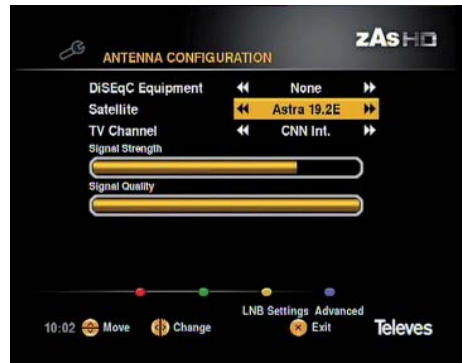 zAs HD
ANTENNA CONFIGURATION
DiSEqC Equipment None
Satellite Astra 19.2E
TV Channel CNN Int.
Signal Strength
Signal Quality
LNB Settings Advanced
10:02 Move Change Exit Televes